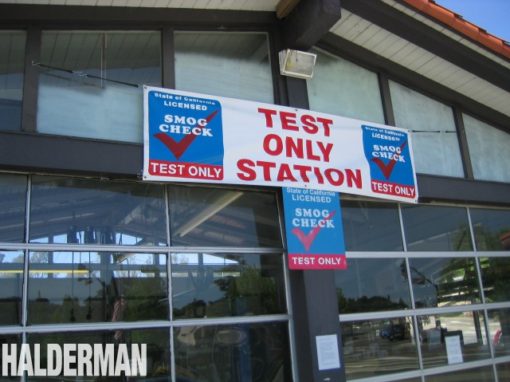 State of California
LICENSED
SMOG
CHECK
TEST ONLY
TEST
ONLY
STATION
State of California
LICENSED
SMOG
CHECK
TEST ONLY
State of California
LICENSED
SMOG
CHECK
TEST ONLY
HALDERMAN